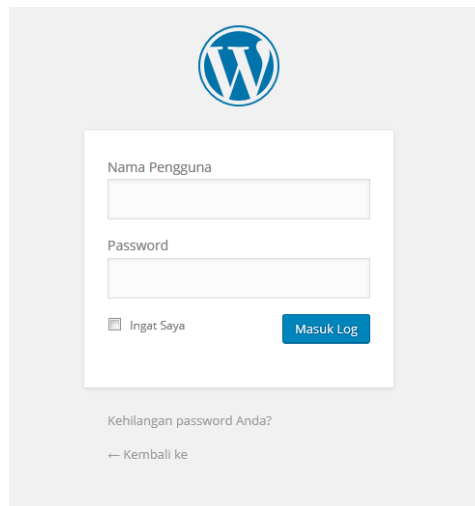 Nama Pengguna
Password
Ingat Saya
Masuk Log
Kehilangan password Anda?
← Kembali ke